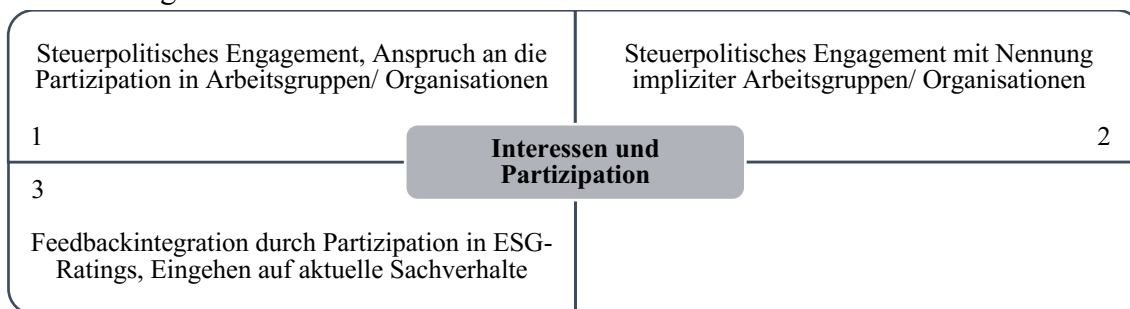 Steuerpolitisches Engagement, Anspruch an die
Partizipation in Arbeitsgruppen/ Organisationen
1
Steuerpolitisches Engagement mit Nennung
impliziter Arbeitsgruppen/ Organisationen
2
Interessen und
Partizipation
3
Feedbackintegration durch Partizipation in ESG-
Ratings, Eingehen auf aktuelle Sachverhalte